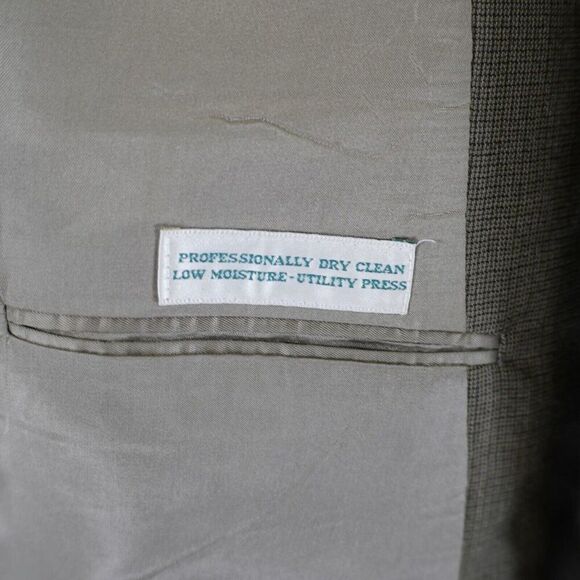 PROFESSIONALLY DRY CLEAN
LOW MOISTURE-UTILITY PRESS